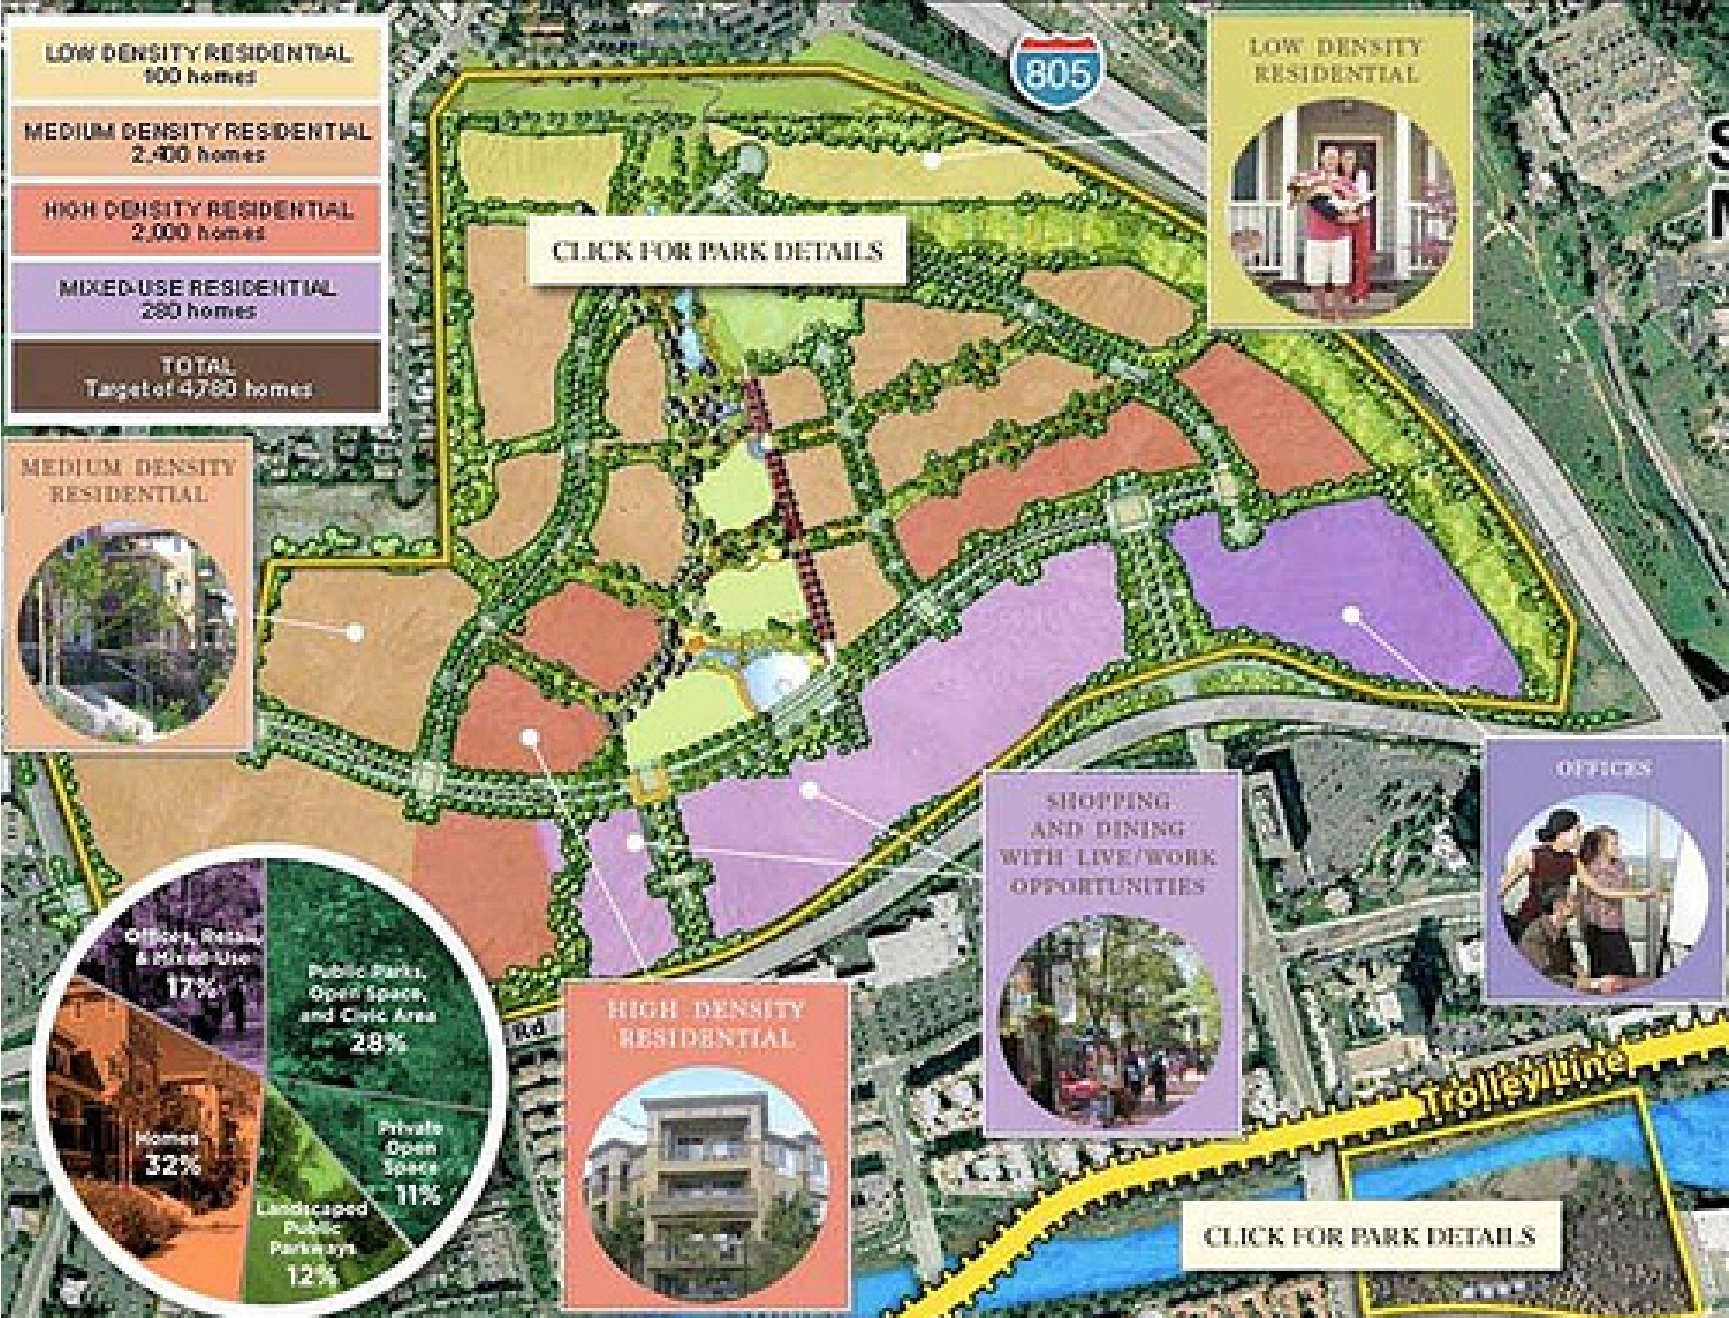 LOW DENSITY RESIDENTIAL
100 homes
MEDIUM DENSITY RESIDENTIAL
2,400 homes
HIGH DENSITY RESIDENTIAL
2,000 homes
MIXED-USE RESIDENTIAL
280 homes
TOTAL
Target of 4780 homes
805
LOW DENSITY
RESIDENTIAL
CLICK FOR PARK DETAILS
MEDIUM DENSITY
RESIDENTIAL
OFFICES
SHOPPING
AND DINING
WITH LIVE/WORK
OPPORTUNITIES
Offices, Retail
& Mixed-Use
17%
Public Parks,
Open Space,
and Civic Area
28%
Homes
32%
Private
Open
Space
11%
Landscaped
Public
Parkways
12%
Rd
HIGH DENSITY
RESIDENTIAL
Trolley Line
CLICK FOR PARK DETAILS